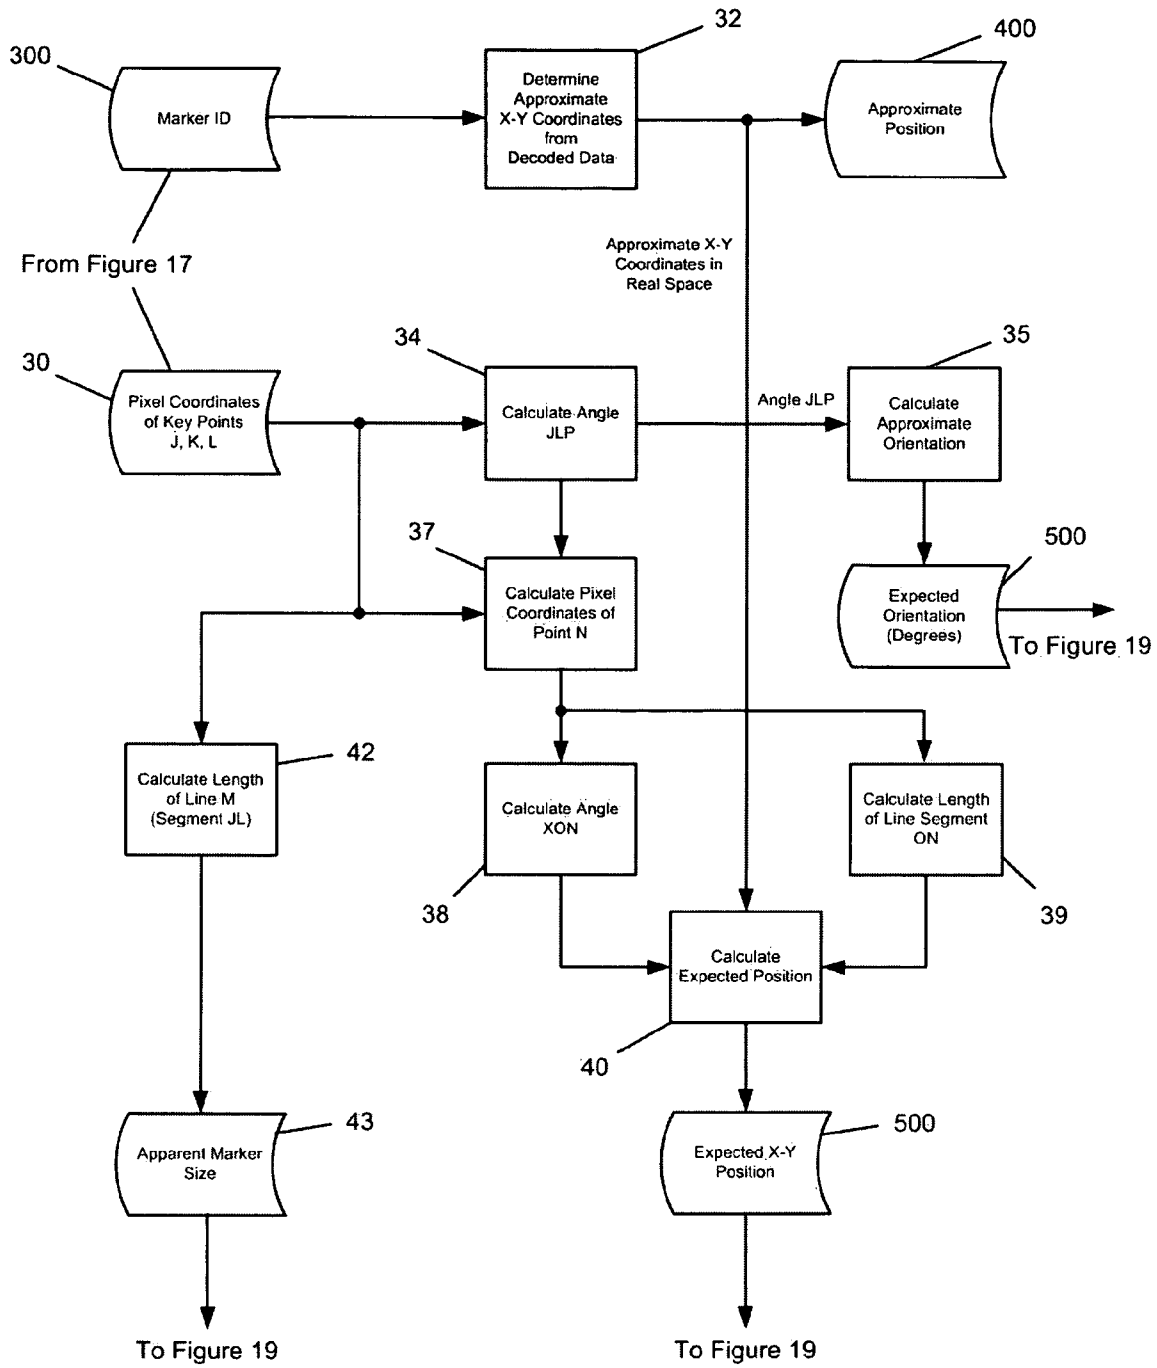 32
400
300
Marker ID
Determine
Approximate
X-Y Coordinates
from
Decoded Data
Approximate
Position
From Figure 17
Approximate X-Y
Coordinates in
Real Space
34
35
30
Pixel Coordinates
of Key Points
J, K, L
Calculate Angle
JLP
Angle JLP
Calculate
Approximate
Orientation
37
500
Calculate Pixel
Coordinates of
Point N
Expected
Orientation
(Degrees)
To Figure 19
42
Calculate Length
of Line M
(Segment JL)
Calculate Angle
XON
Calculate Length
of Line Segment
ON
38
39
Calculate
Expected Position
40
43
500
Apparent Marker
Size
Expected X-Y
Position
To Figure 19
To Figure 19